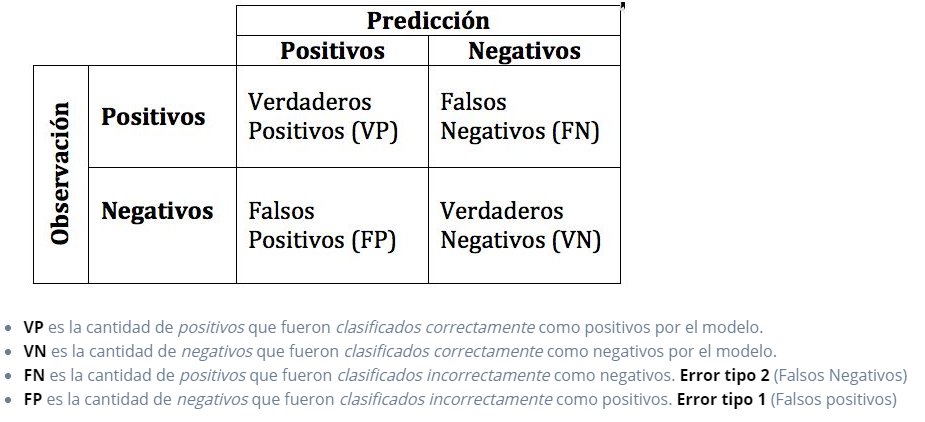 Predicción
Positivos Negativos
Observación
Positivos
Verdaderos
Positivos (VP)
Falsos
Negativos (FN)
Negativos
Falsos
Positivos (FP)
Verdaderos
Negativos (VN)
VP es la cantidad de positivos que fueron clasificados correctamente como positivos por el modelo.
VN es la cantidad de negativos que fueron clasificados correctamente como negativos por el modelo.
FN es la cantidad de positivos que fueron clasificados incorrectamente como negativos. Error tipo 2 (Falsos Negativos)
FP es la cantidad de negativos que fueron clasificados incorrectamente como positivos. Error tipo 1 (Falsos positivos)